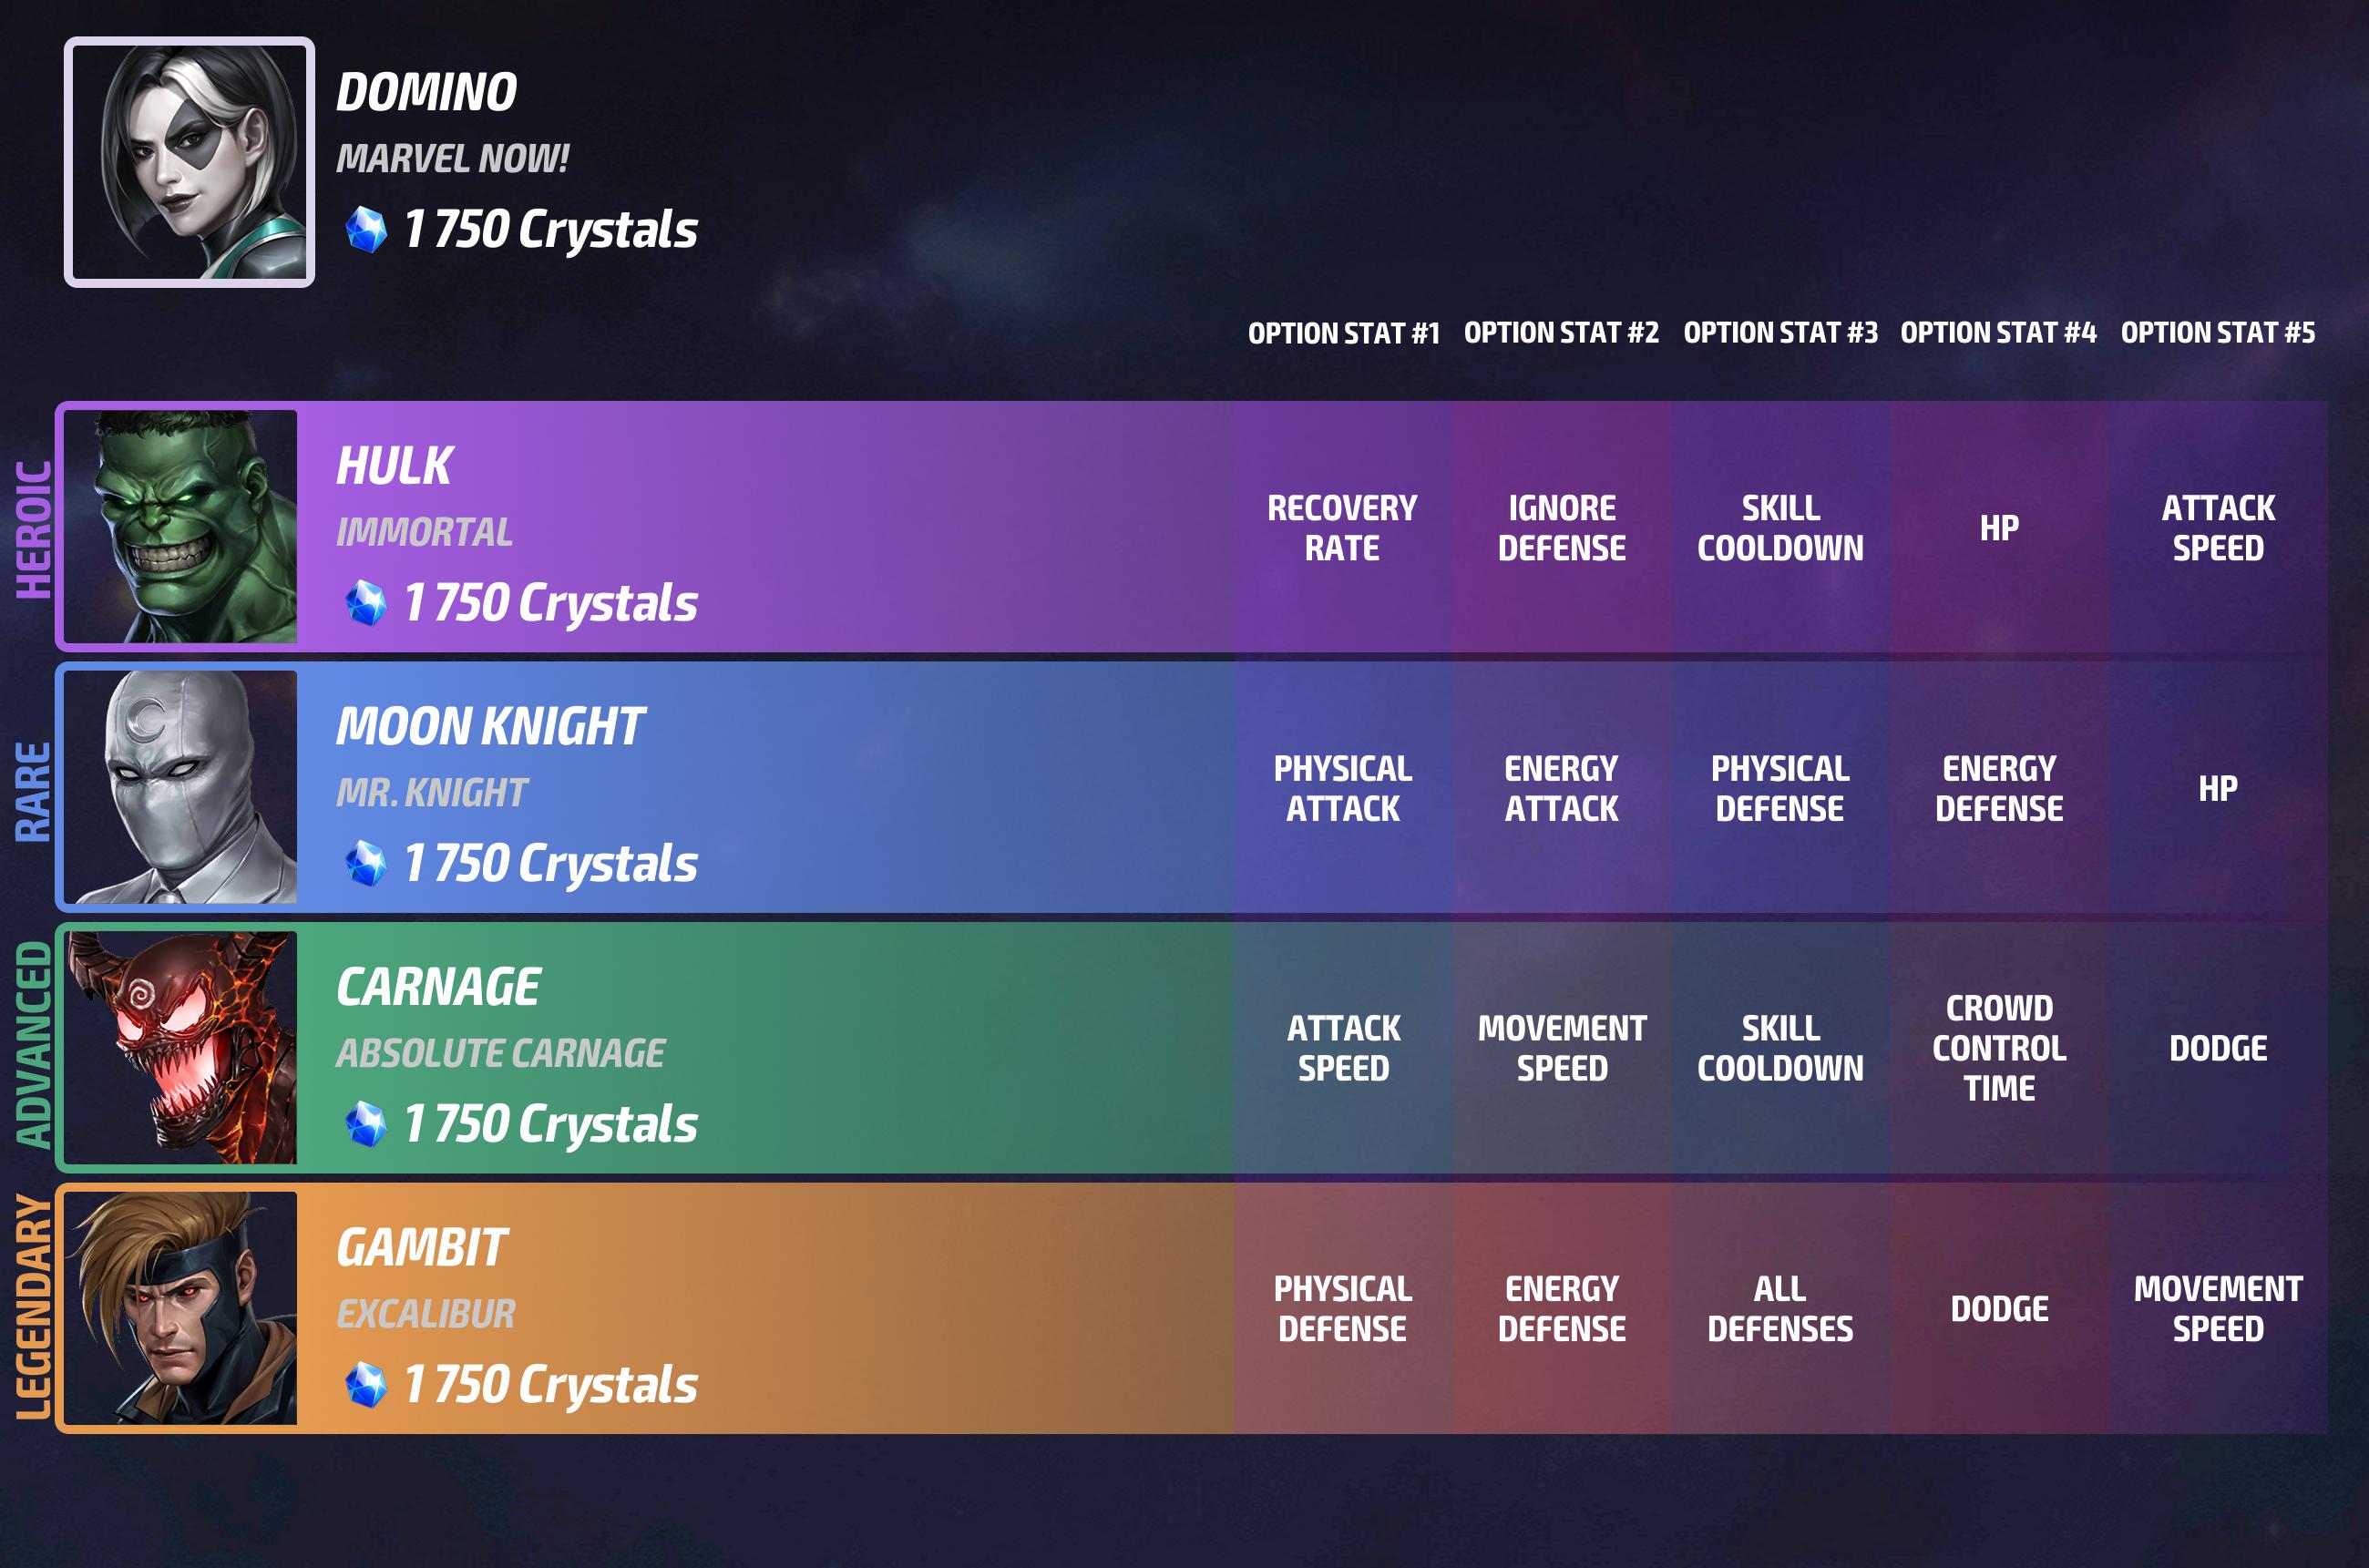 DOMINO
MARVEL NOW!
1 750 Crystals
OPTION STAT #1 OPTION STAT #2 OPTION STAT #3 OPTION STAT #4 OPTION STAT #5
HEROIC
HULK
IMMORTAL
1 750 Crystals
RECOVERY
RATE
IGNORE
DEFENSE
SKILL
COOLDOWN
HP
ATTACK
SPEED
RARE
MOON KNIGHT
MR. KNIGHT
1 750 Crystals
PHYSICAL
ATTACK
ENERGY
ATTACK
PHYSICAL
DEFENSE
ENERGY
DEFENSE
HP
ADVANCED
CARNAGE
ABSOLUTE CARNAGE
1 750 Crystals
ATTACK
SPEED
MOVEMENT
SPEED
SKILL
COOLDOWN
CROWD
CONTROL
TIME
DODGE
LEGENDARY
GAMBIT
EXCALIBUR
1 750 Crystals
PHYSICAL
DEFENSE
ENERGY
DEFENSE
ALL
DEFENSES
DODGE
MOVEMENT
SPEED